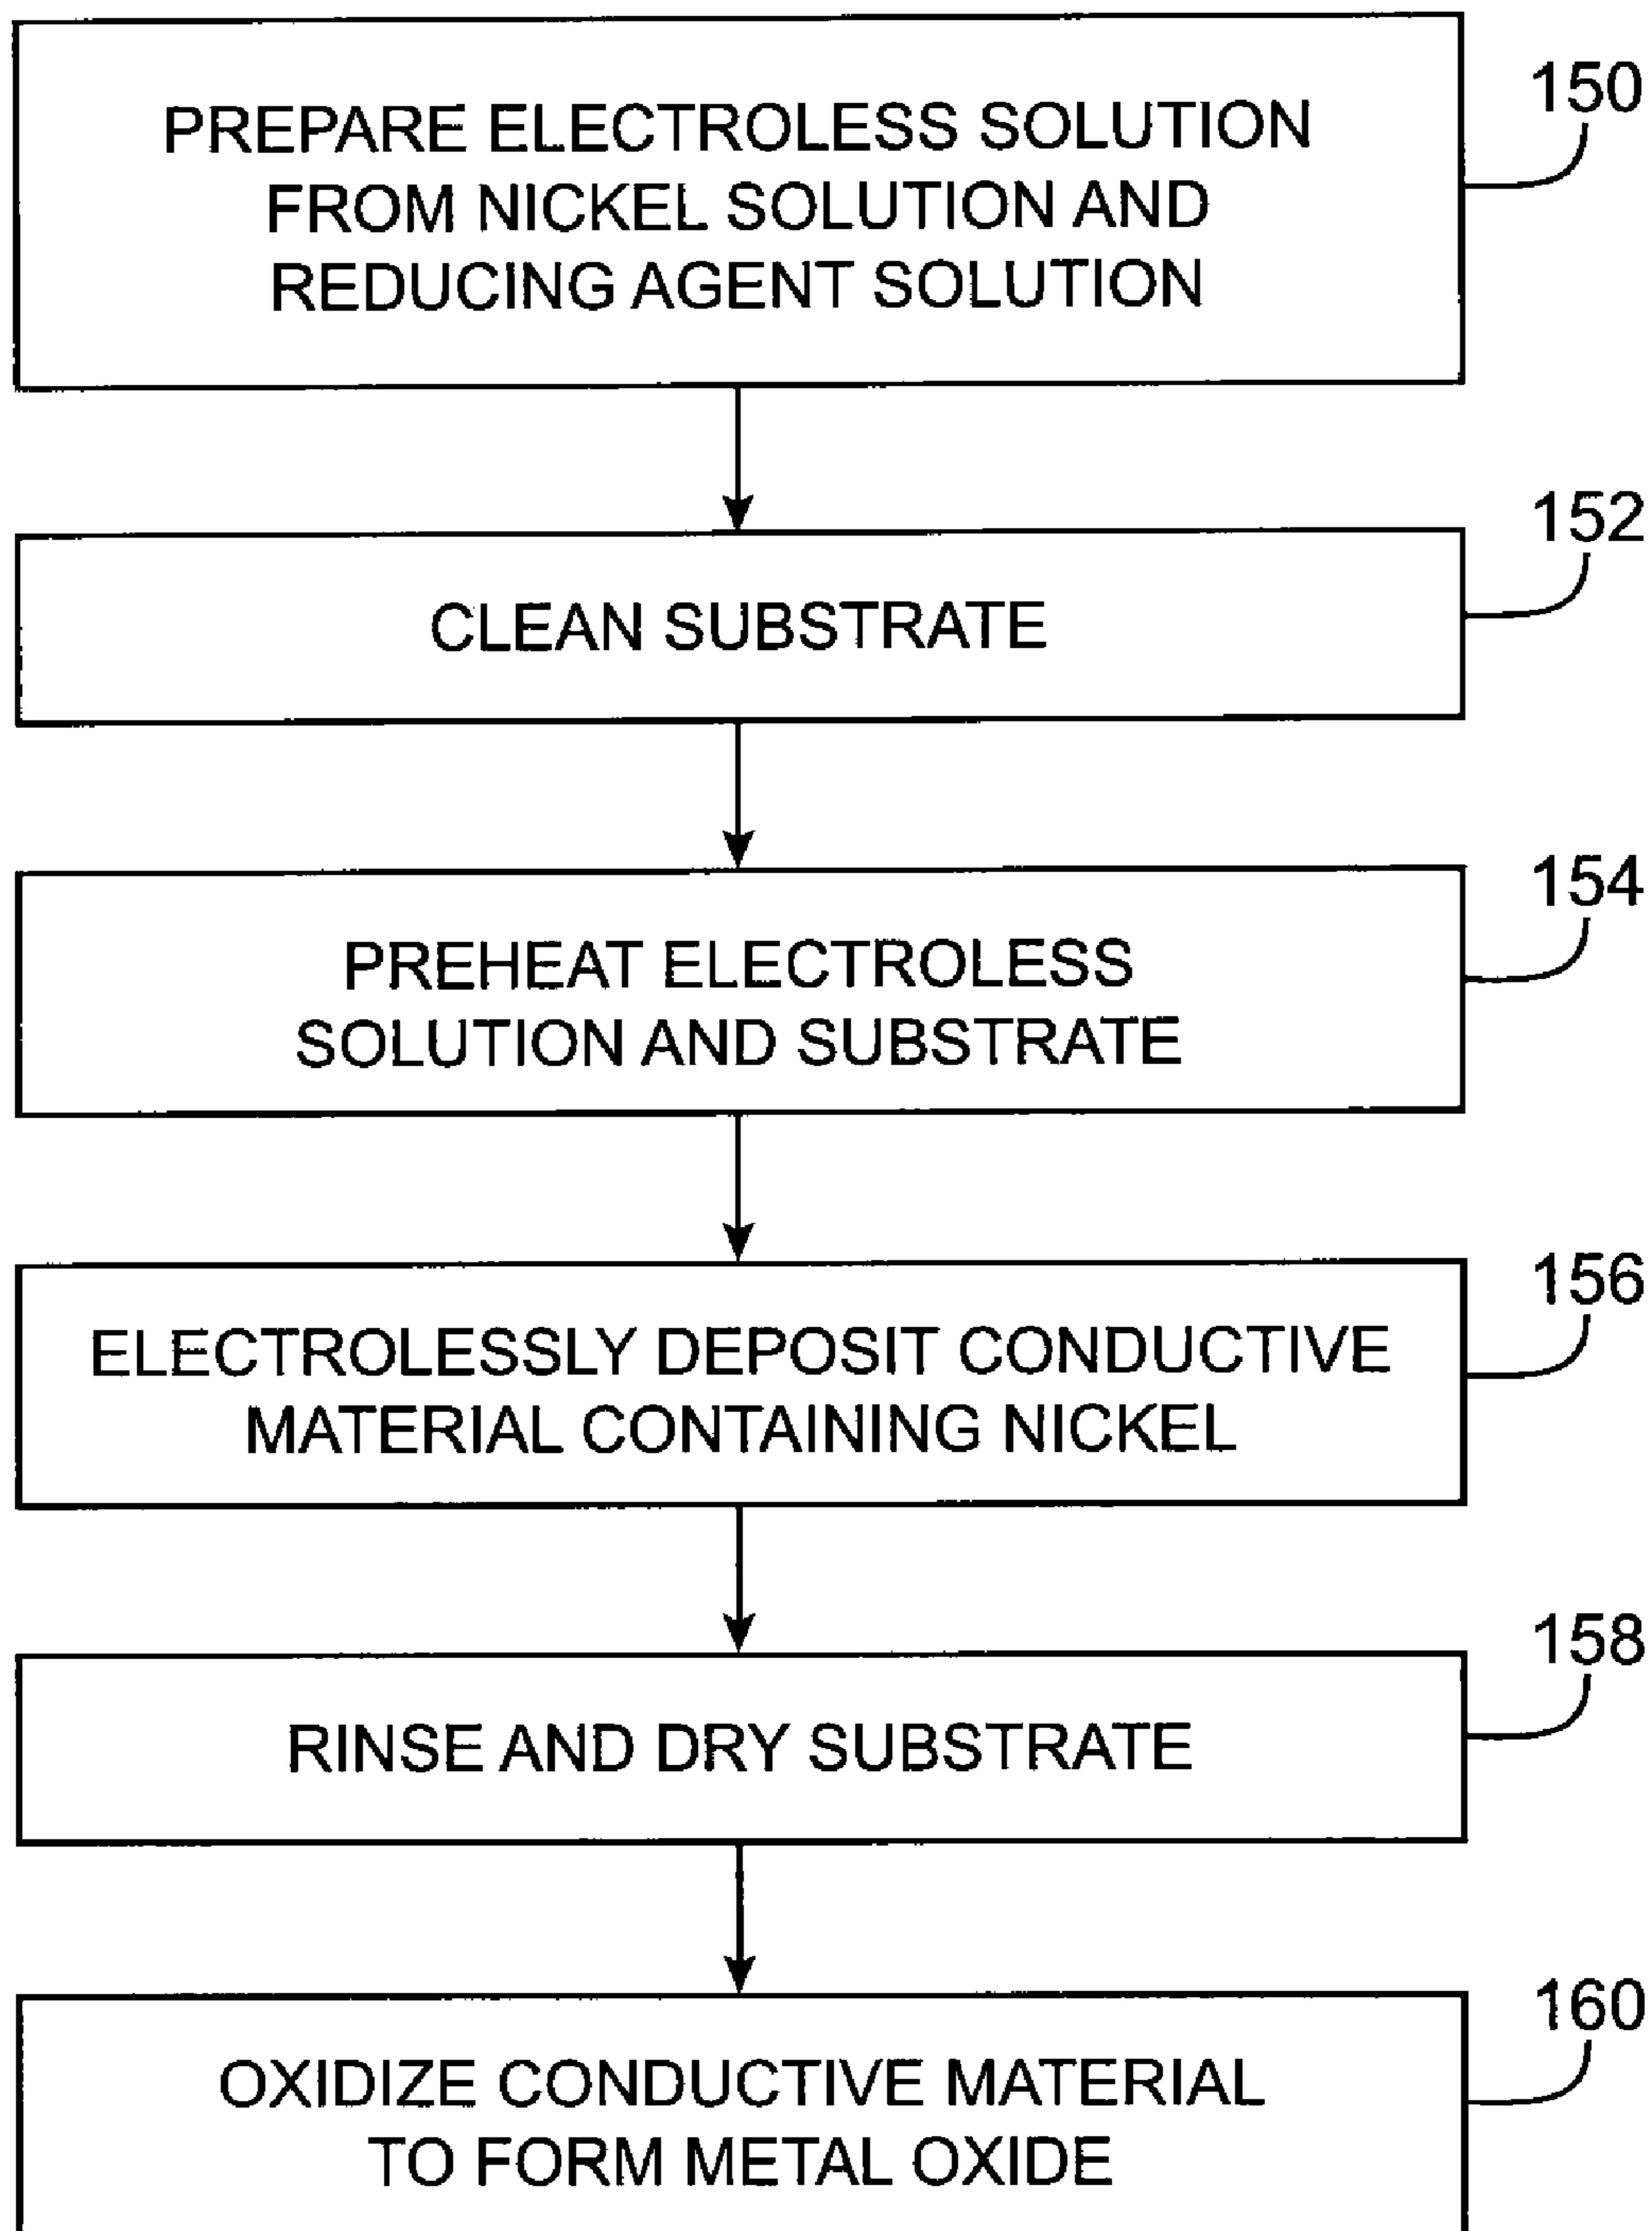 150
PREPARE ELECTROLESS SOLUTION
FROM NICKEL SOLUTION AND
REDUCING AGENT SOLUTION
152
CLEAN SUBSTRATE
154
PREHEAT ELECTROLESS
SOLUTION AND SUBSTRATE
156
ELECTROLESSLY DEPOSIT CONDUCTIVE
MATERIAL CONTAINING NICKEL
158
RINSE AND DRY SUBSTRATE
160
OXIDIZE CONDUCTIVE MATERIAL
TO FORM METAL OXIDE